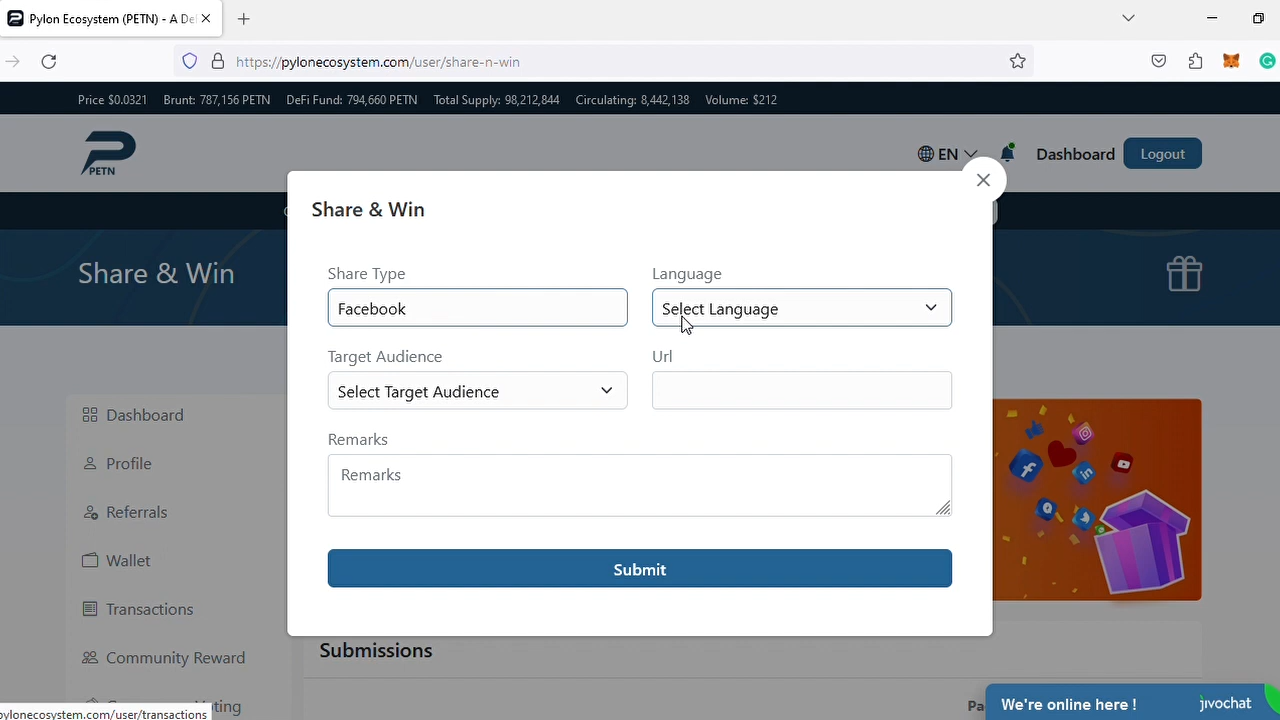 Pylon Ecosystem (PETN) - A De
https://pylonecosystem.com/user/share-n-win
Price $0.0321 Brunt: 787,156 PETN DeFi Fund: 794,660 PETN Total Supply: 98,212,844 Circulating: 8,442,138 Volume: $212
PETN
EN
Dashboard
Logout
Share & Win
Share & Win
Share Type
Language
Facebook
Select Language
Target Audience
Url
Select Target Audience
Remarks
Remarks
Submit
Dashboard
Profile
Referrals
Wallet
Transactions
Community Reward
Submissions
We're online here !
jivochat
pylonecosystem.com/user/transactions